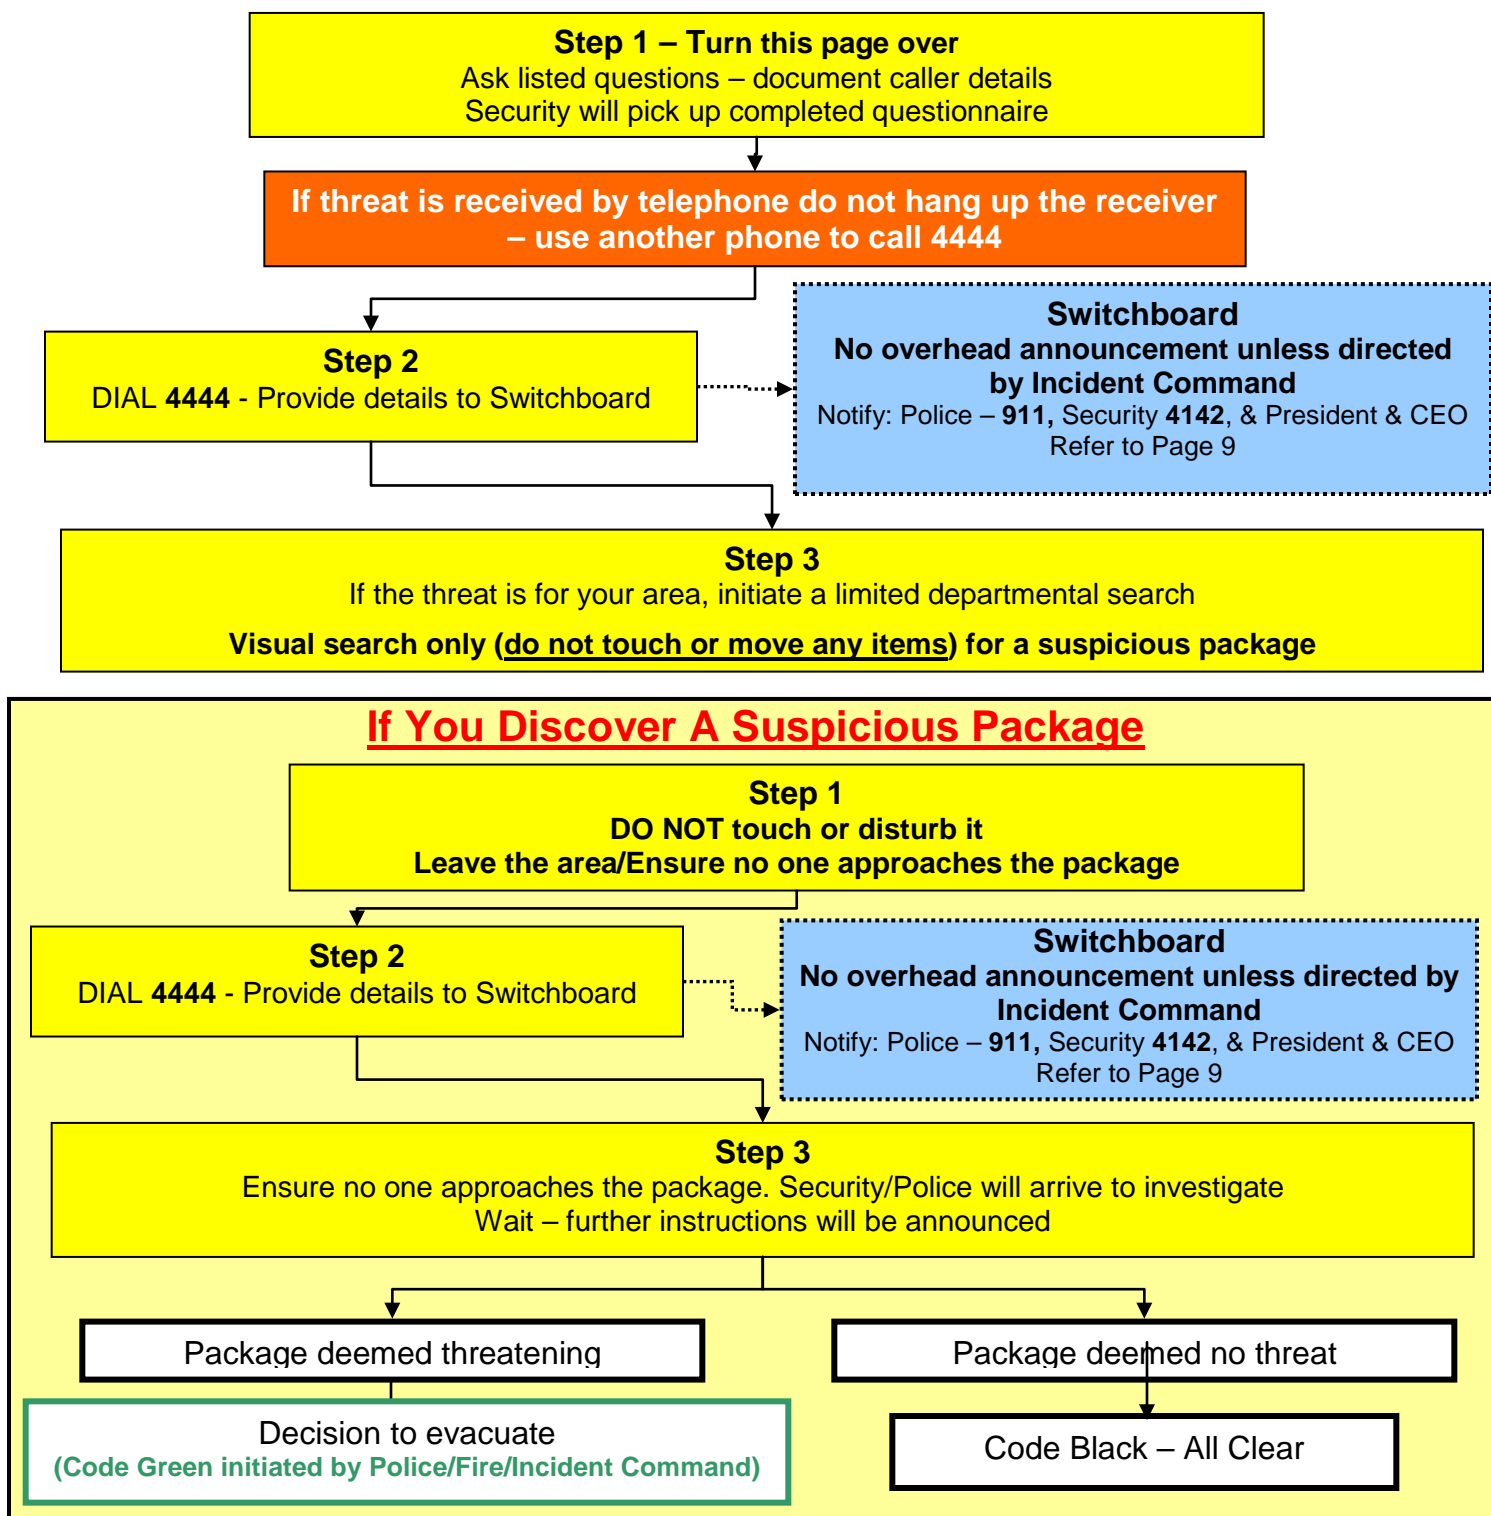 Step 1 – Turn this page over
Ask listed questions – document caller details
Security will pick up completed questionnaire
If threat is received by telephone do not hang up the receiver
– use another phone to call 4444
Step 2
DIAL 4444 - Provide details to Switchboard
Switchboard
No overhead announcement unless directed
by Incident Command
Notify: Police – 911, Security 4142, & President & CEO
Refer to Page 9
Step 3
If the threat is for your area, initiate a limited departmental search
Visual search only (do not touch or move any items) for a suspicious package
If You Discover A Suspicious Package
Step 1
DO NOT touch or disturb it
Leave the area/Ensure no one approaches the package
Step 2
DIAL 4444 - Provide details to Switchboard
Switchboard
No overhead announcement unless directed by
Incident Command
Notify: Police – 911, Security 4142, & President & CEO
Refer to Page 9
Step 3
Ensure no one approaches the package. Security/Police will arrive to investigate
Wait – further instructions will be announced
Package deemed threatening
Package deemed no threat
Decision to evacuate
(Code Green initiated by Police/Fire/Incident Command)
Code Black – All Clear